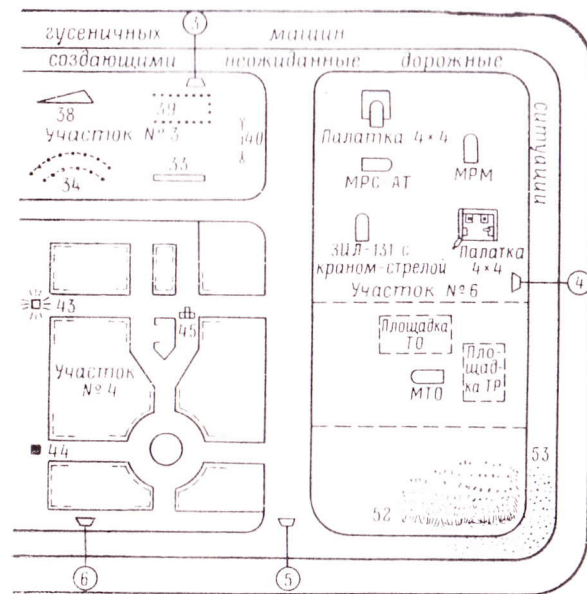 гусеничных машин
3
создающими неожиданные дорожные
ситуации
38
39
Участок № 3
40
34
33
Палатка 4×4
МРС АТ
МРМ
ЗИЛ-131 с
краном-стрелой
Палатка
4×4
4
Участок № 6
43
45
Участок
№ 4
44
Площадка
ТО
Пло-
щад-
ка ТР
МТО
53
52
6
5